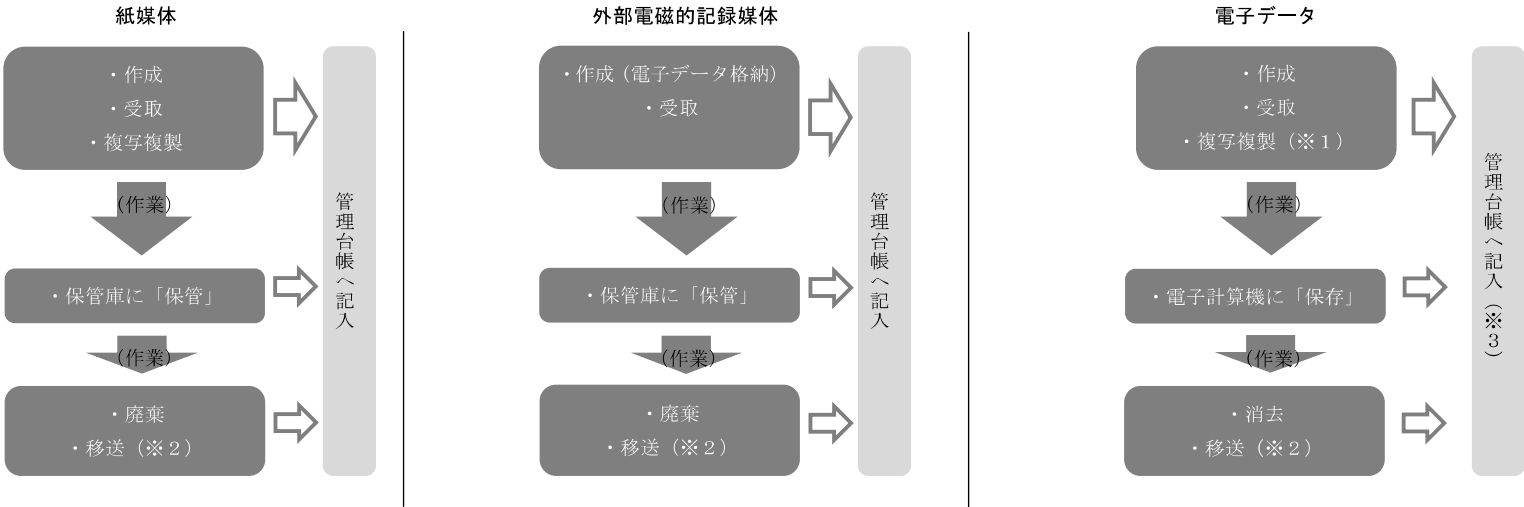 紙媒体
・作成
・受取
・複写複製
(作業)
・保管庫に「保管」
(作業)
・廃棄
・移送（※２）
管理台帳へ記入
外部電磁的記録媒体
・作成（電子データ格納）
・受取
(作業)
・保管庫に「保管」
(作業)
・廃棄
・移送（※２）
管理台帳へ記入
電子データ
・作成
・受取
・複写複製（※１）
(作業)
・電子計算機に「保存」
(作業)
・消去
・移送（※２）
管理台帳へ記入（※３）